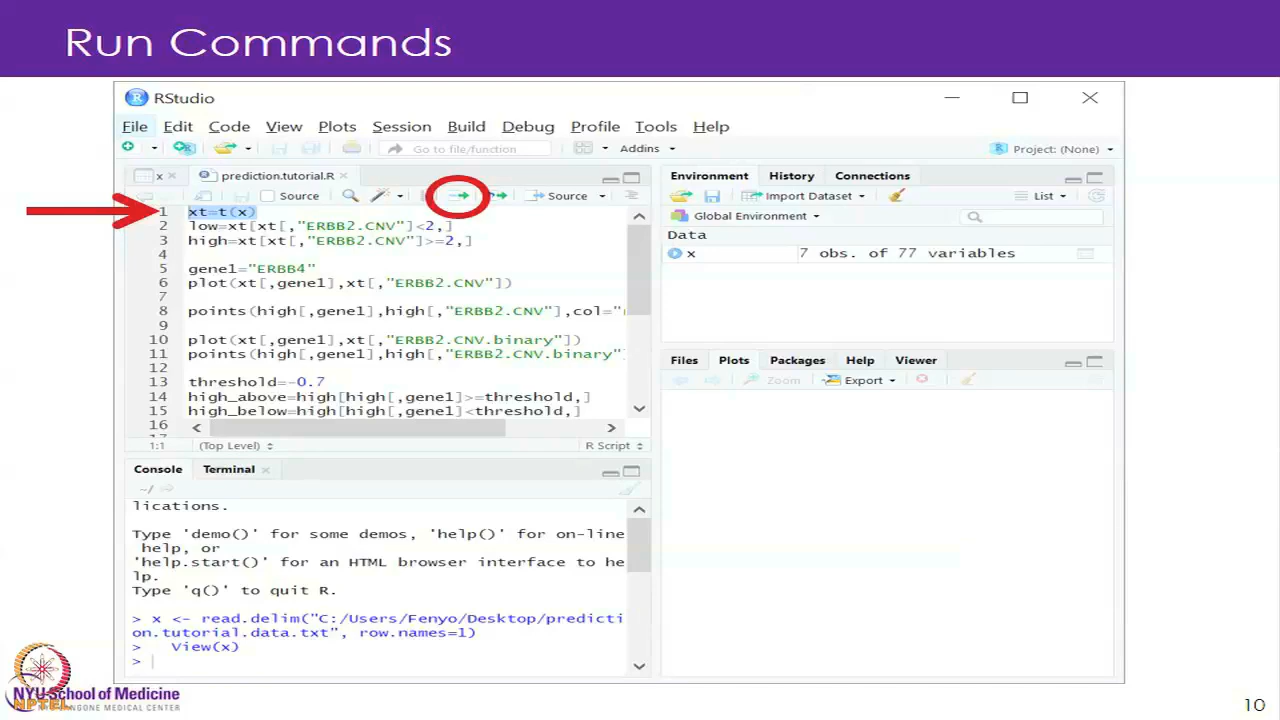 Run Commands
RStudio
File Edit Code View Plots Session Build Debug Profile Tools Help
Go to file/function Addins Project: (None)
x prediction.tutorial.R
Source Source
1 xt=t(x)
2 low=xt[xt[,"ERBB2.CNV"]<2,]
3 high=xt[xt[,"ERBB2.CNV"]>=2,]
4
5 gene1="ERBB4"
6 plot(xt[,gene1],xt[,"ERBB2.CNV"])
7
8 points(high[,gene1],high[,"ERBB2.CNV"],col="
9
10 plot(xt[,gene1],xt[,"ERBB2.CNV.binary"])
11 points(high[,gene1],high[,"ERBB2.CNV.binary"
12
13 threshold=-0.7
14 high_above=high[high[,gene1]>=threshold,]
15 high_below=high[high[,gene1]<threshold,]
16
1:1 (Top Level) R Script
Console Terminal
~/
lications.
Type 'demo()' for some demos, 'help()' for on-line
help, or
'help.start()' for an HTML browser interface to he
lp.
Type 'q()' to quit R.
> x <- read.delim("C:/Users/Fenyo/Desktop/predicti
on.tutorial.data.txt", row.names=1)
> View(x)
>
Environment History Connections
Import Dataset List
Global Environment
Data
x 7 obs. of 77 variables
Files Plots Packages Help Viewer
Zoom Export
NYU School of Medicine
NYU LANGONE MEDICAL CENTER
NPTEL
10